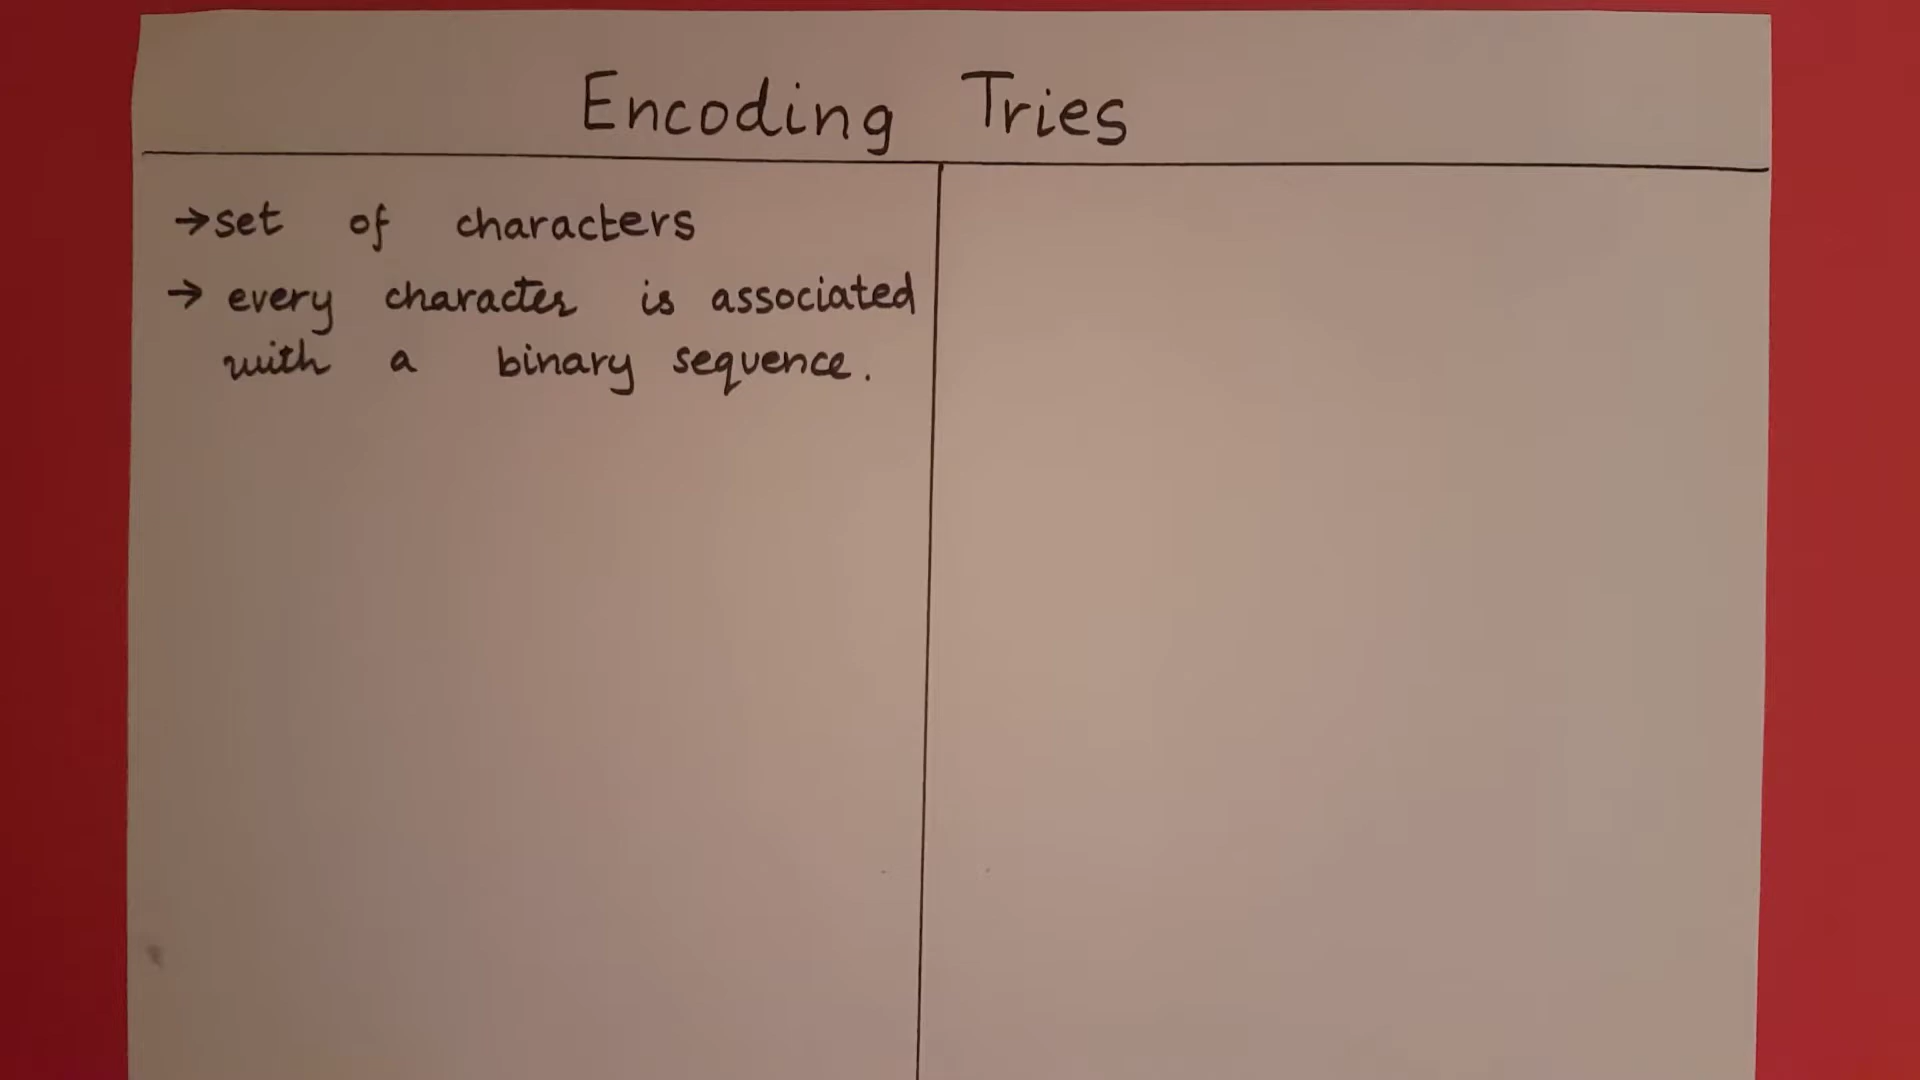 Encoding Tries
→set of characters
→ every character is associated
with a binary sequence.